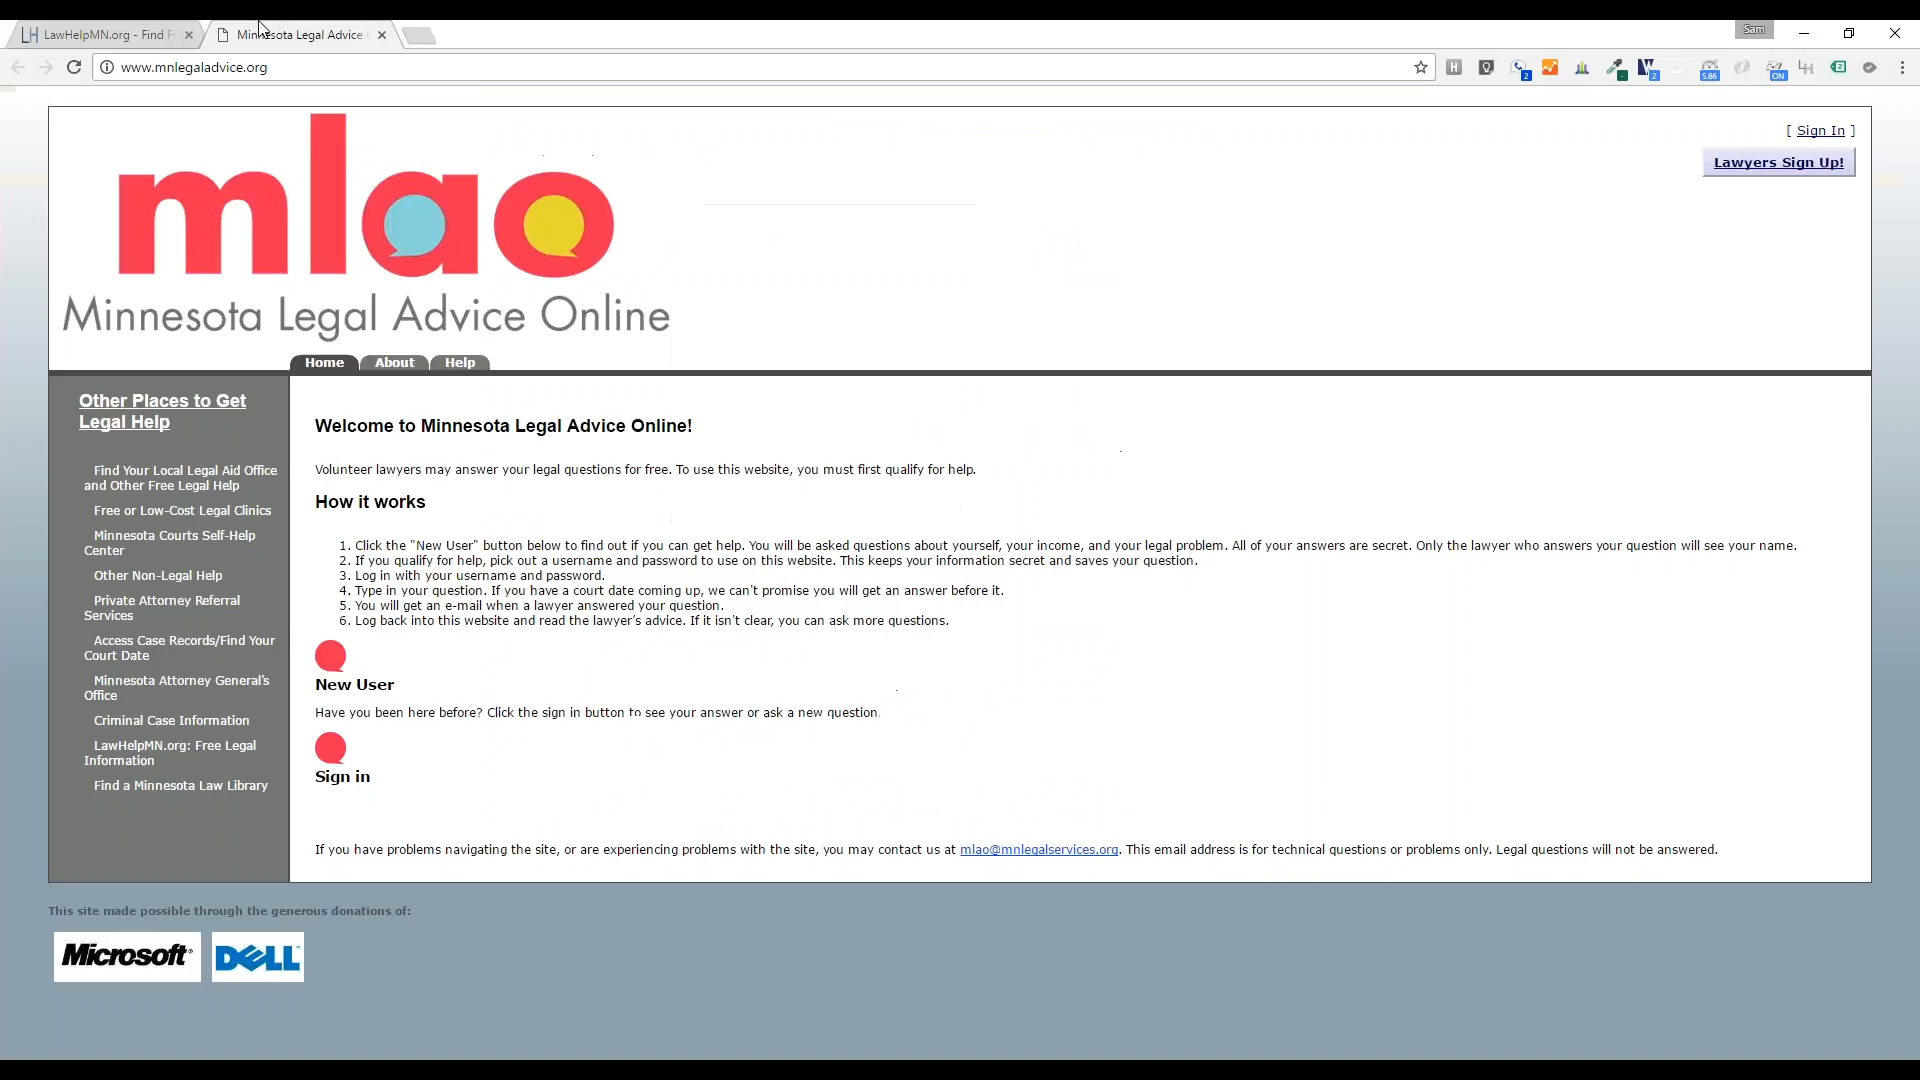 LawHelpMN.org - Find F
Minnesota Legal Advice
Sam
www.mnlegaladvice.org
[ Sign In ]
Lawyers Sign Up!
mlao
Minnesota Legal Advice Online
Home About Help
Other Places to Get
Legal Help
Find Your Local Legal Aid Office
and Other Free Legal Help
Free or Low-Cost Legal Clinics
Minnesota Courts Self-Help
Center
Other Non-Legal Help
Private Attorney Referral
Services
Access Case Records/Find Your
Court Date
Minnesota Attorney General's
Office
Criminal Case Information
LawHelpMN.org: Free Legal
Information
Find a Minnesota Law Library
Welcome to Minnesota Legal Advice Online!
Volunteer lawyers may answer your legal questions for free. To use this website, you must first qualify for help.
How it works
1. Click the "New User" button below to find out if you can get help. You will be asked questions about yourself, your income, and your legal problem. All of your answers are secret. Only the lawyer who answers your question will see your name.
2. If you qualify for help, pick out a username and password to use on this website. This keeps your information secret and saves your question.
3. Log in with your username and password.
4. Type in your question. If you have a court date coming up, we can't promise you will get an answer before it.
5. You will get an e-mail when a lawyer answered your question.
6. Log back into this website and read the lawyer's advice. If it isn't clear, you can ask more questions.
New User
Have you been here before? Click the sign in button to see your answer or ask a new question.
Sign in
If you have problems navigating the site, or are experiencing problems with the site, you may contact us at mlao@mnlegalservices.org. This email address is for technical questions or problems only. Legal questions will not be answered.
This site made possible through the generous donations of:
Microsoft DELL